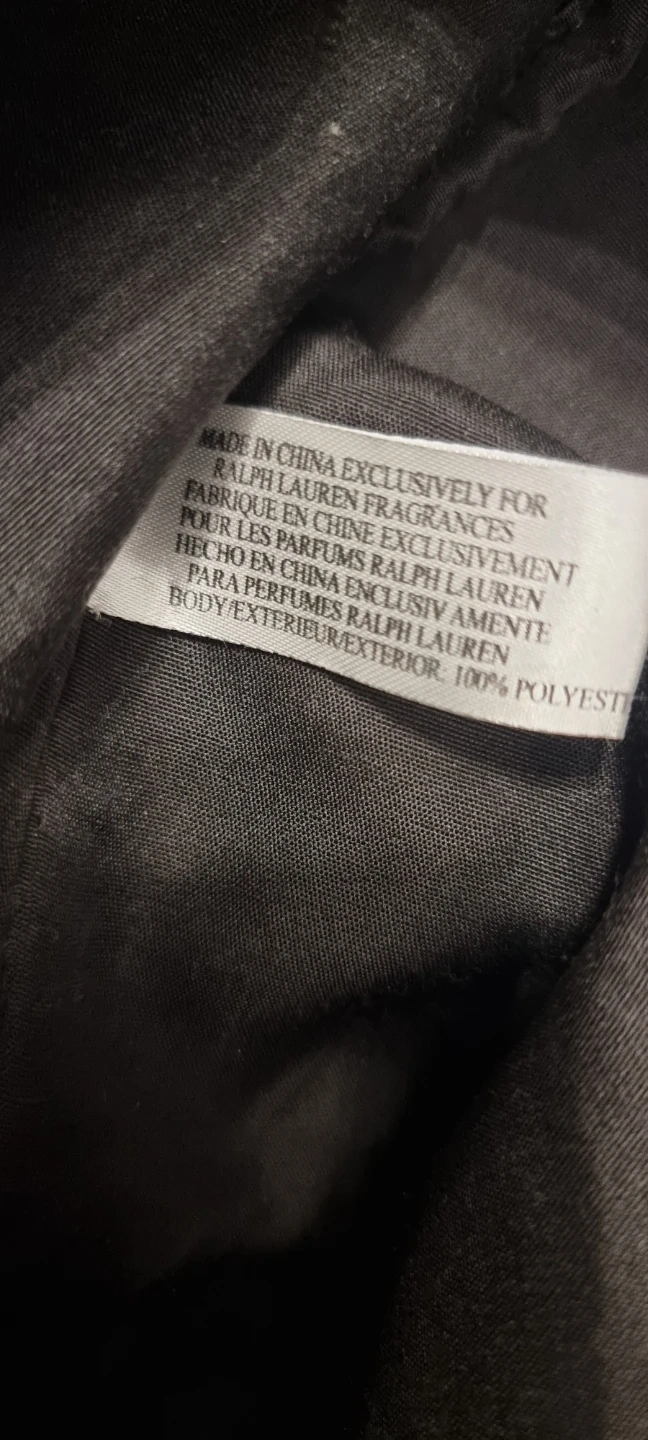 MADE IN CHINA EXCLUSIVELY FOR
RALPH LAUREN FRAGRANCES
FABRIQUE EN CHINE EXCLUSIVEMENT
POUR LES PARFUMS RALPH LAUREN
HECHO EN CHINA ENCLUSIV AMENTE
PARA PERFUMES RALPH LAUREN
BODY/EXTERIEUR/EXTERIOR: 100% POLYEST